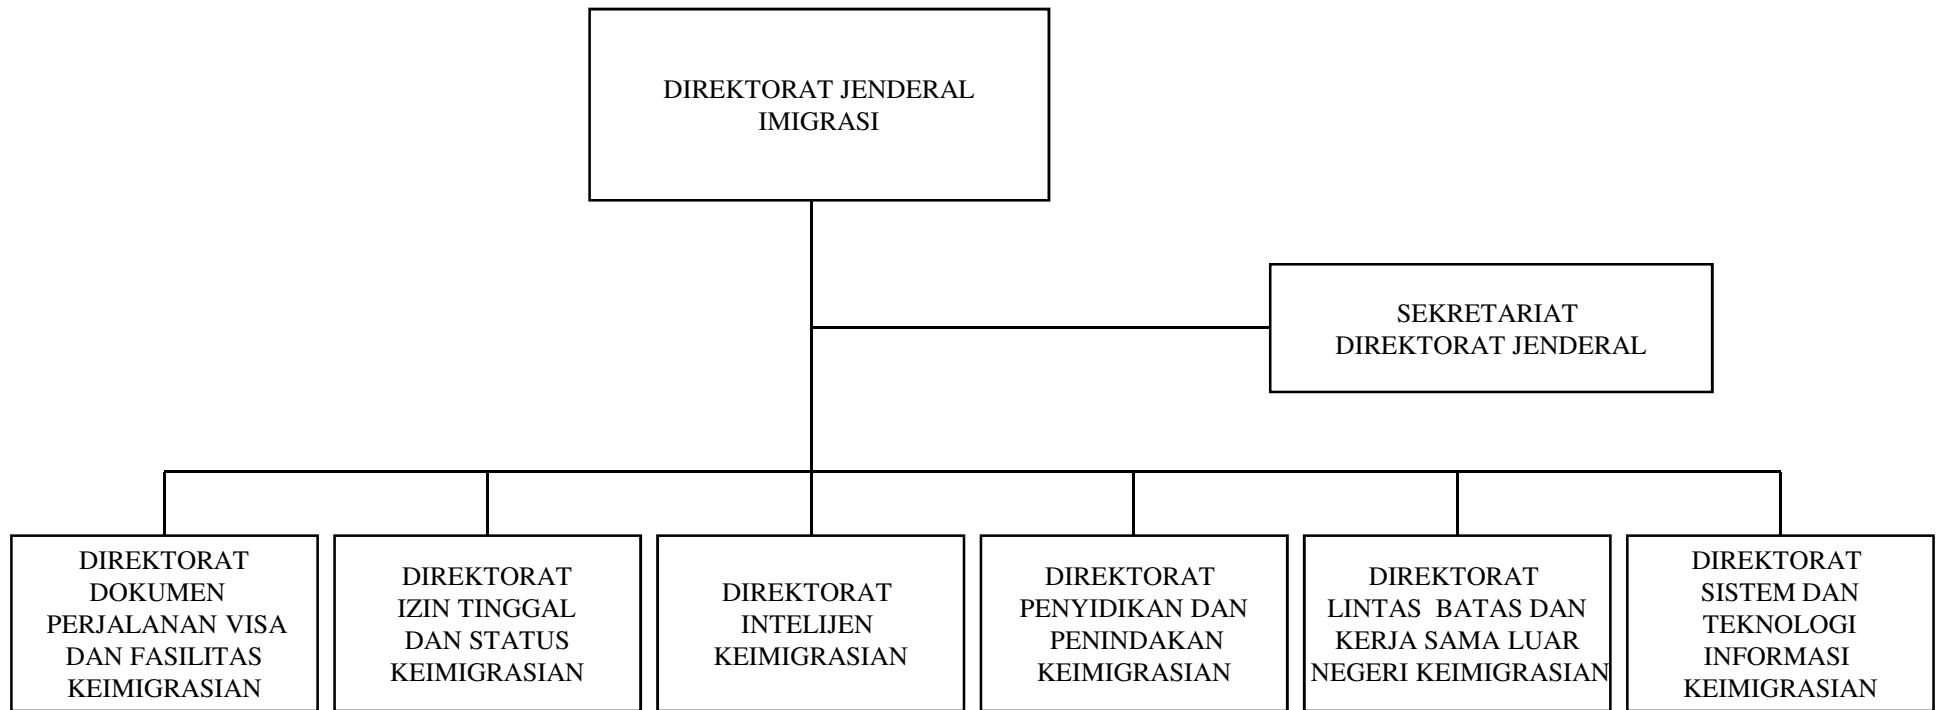 DIREKTORAT JENDERAL
IMIGRASI
SEKRETARIAT
DIREKTORAT JENDERAL
DIREKTORAT
DOKUMEN
PERJALANAN VISA
DAN FASILITAS
KEIMIGRASIAN
DIREKTORAT
IZIN TINGGAL
DAN STATUS
KEIMIGRASIAN
DIREKTORAT
INTELIJEN
KEIMIGRASIAN
DIREKTORAT
PENYIDIKAN DAN
PENINDAKAN
KEIMIGRASIAN
DIREKTORAT
LINTAS BATAS DAN
KERJA SAMA LUAR
NEGERI KEIMIGRASIAN
DIREKTORAT
SISTEM DAN
TEKNOLOGI
INFORMASI
KEIMIGRASIAN